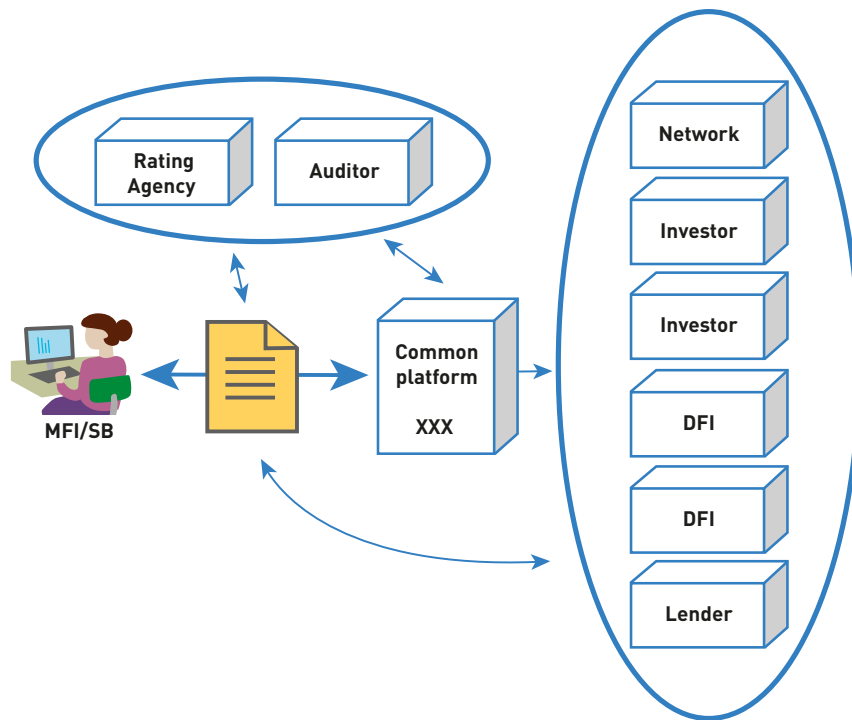 Rating
Agency
Auditor
MFI/SB
Common
platform
XXX
Network
Investor
Investor
DFI
DFI
Lender